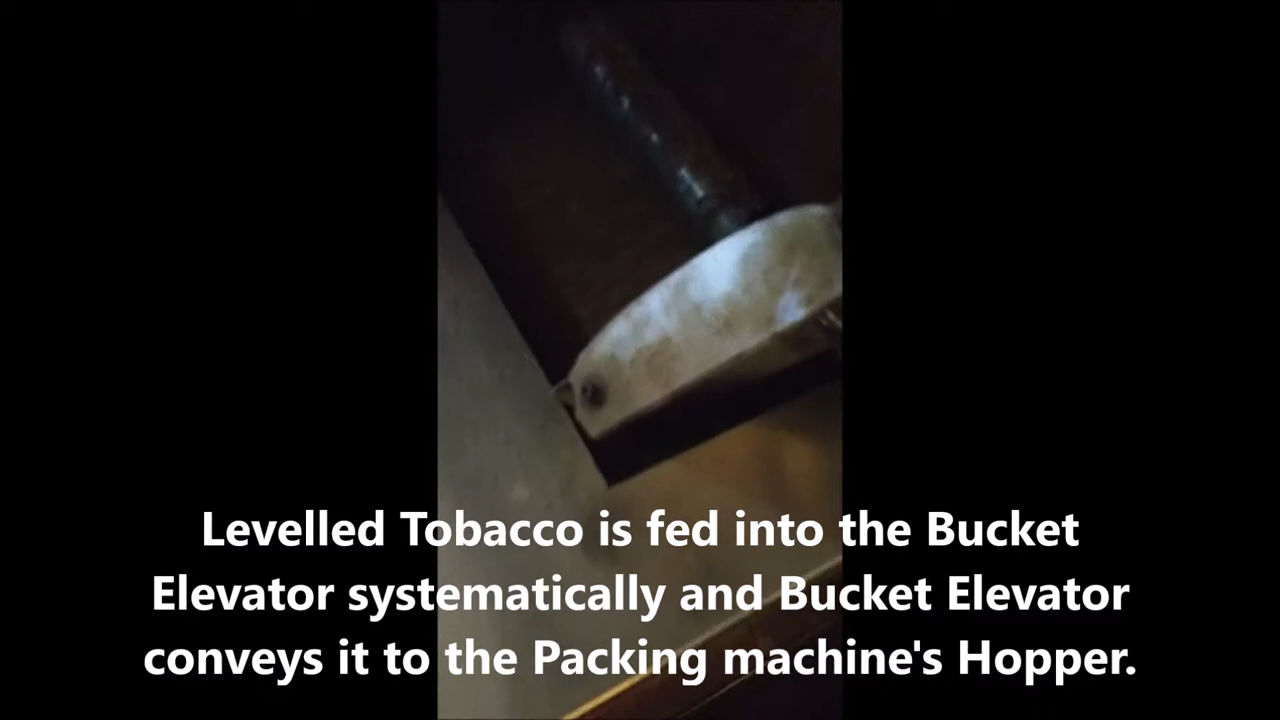 Levelled Tobacco is fed into the Bucket
Elevator systematically and Bucket Elevator
conveys it to the Packing machine's Hopper.